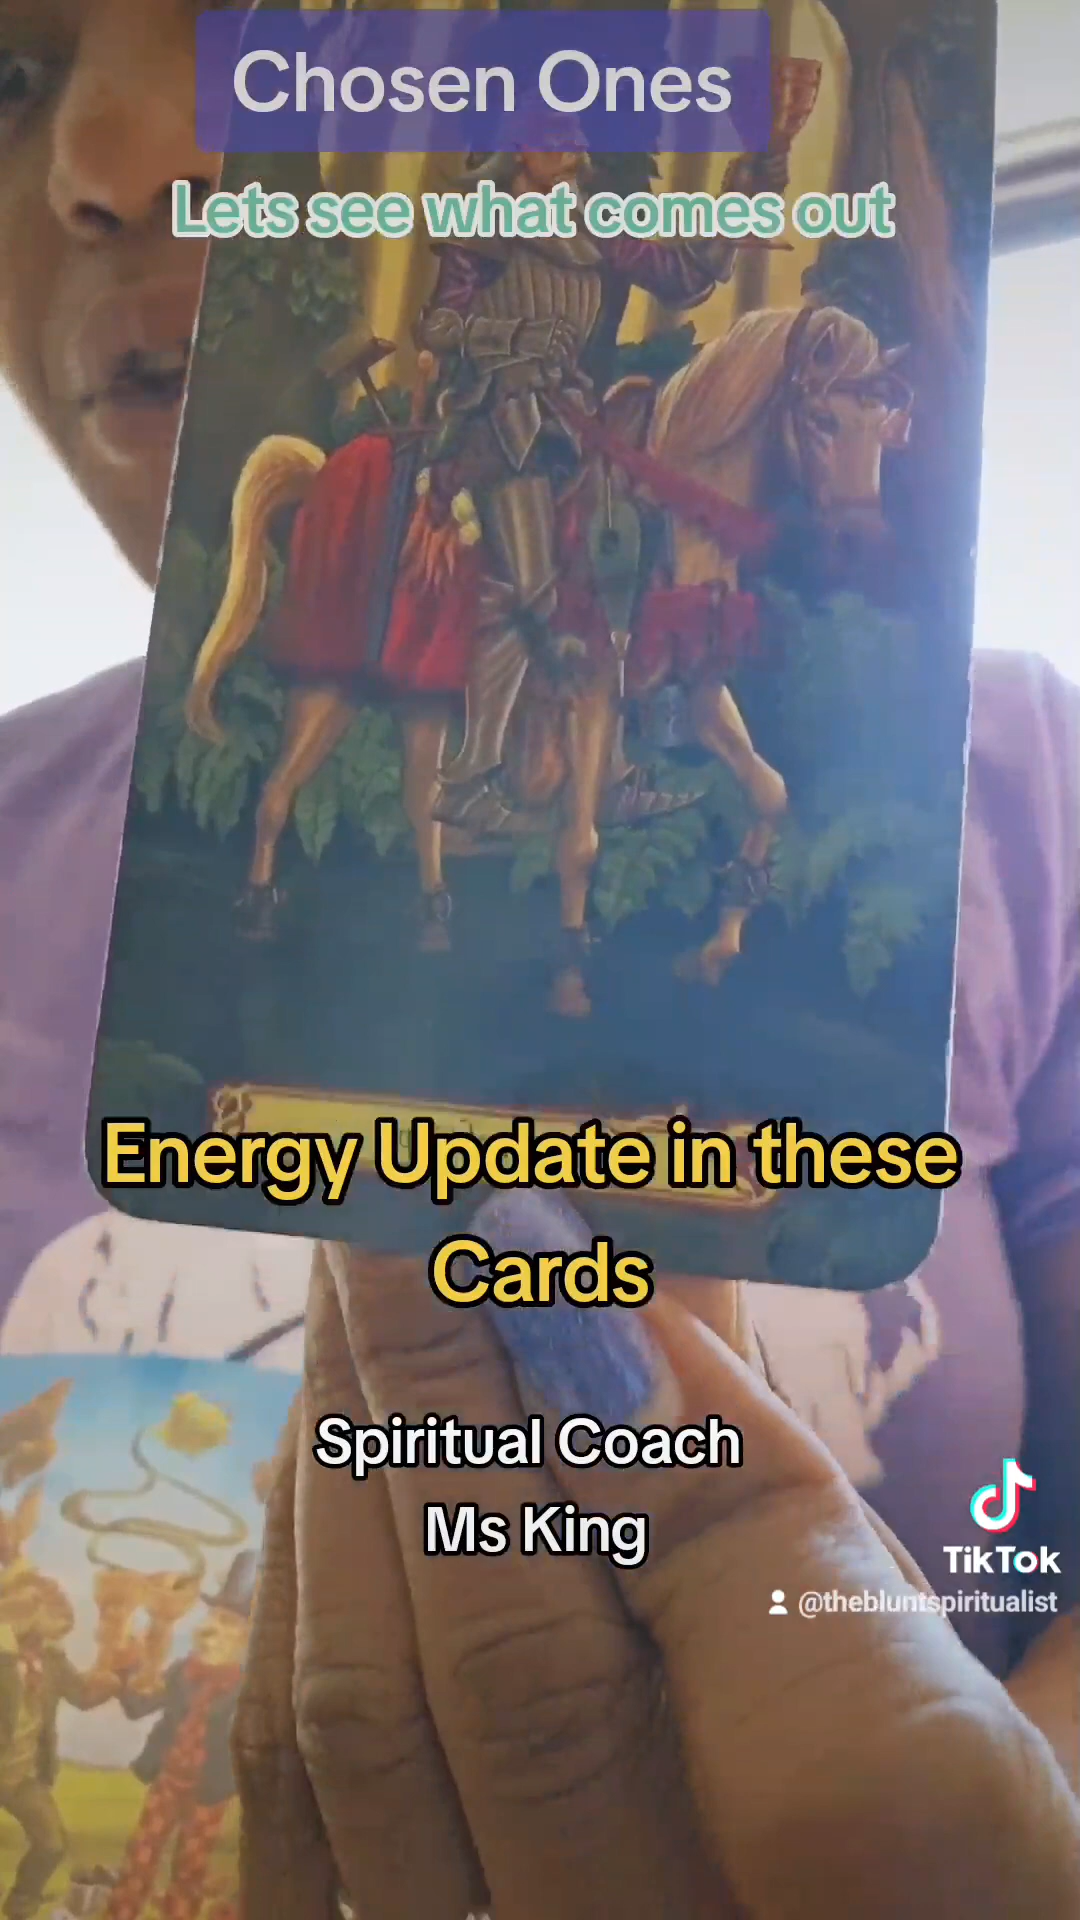 Chosen Ones
Lets see what comes out
Energy Update in these
Cards
Spiritual Coach
Ms King
TikTok
@thebluntspiritualist